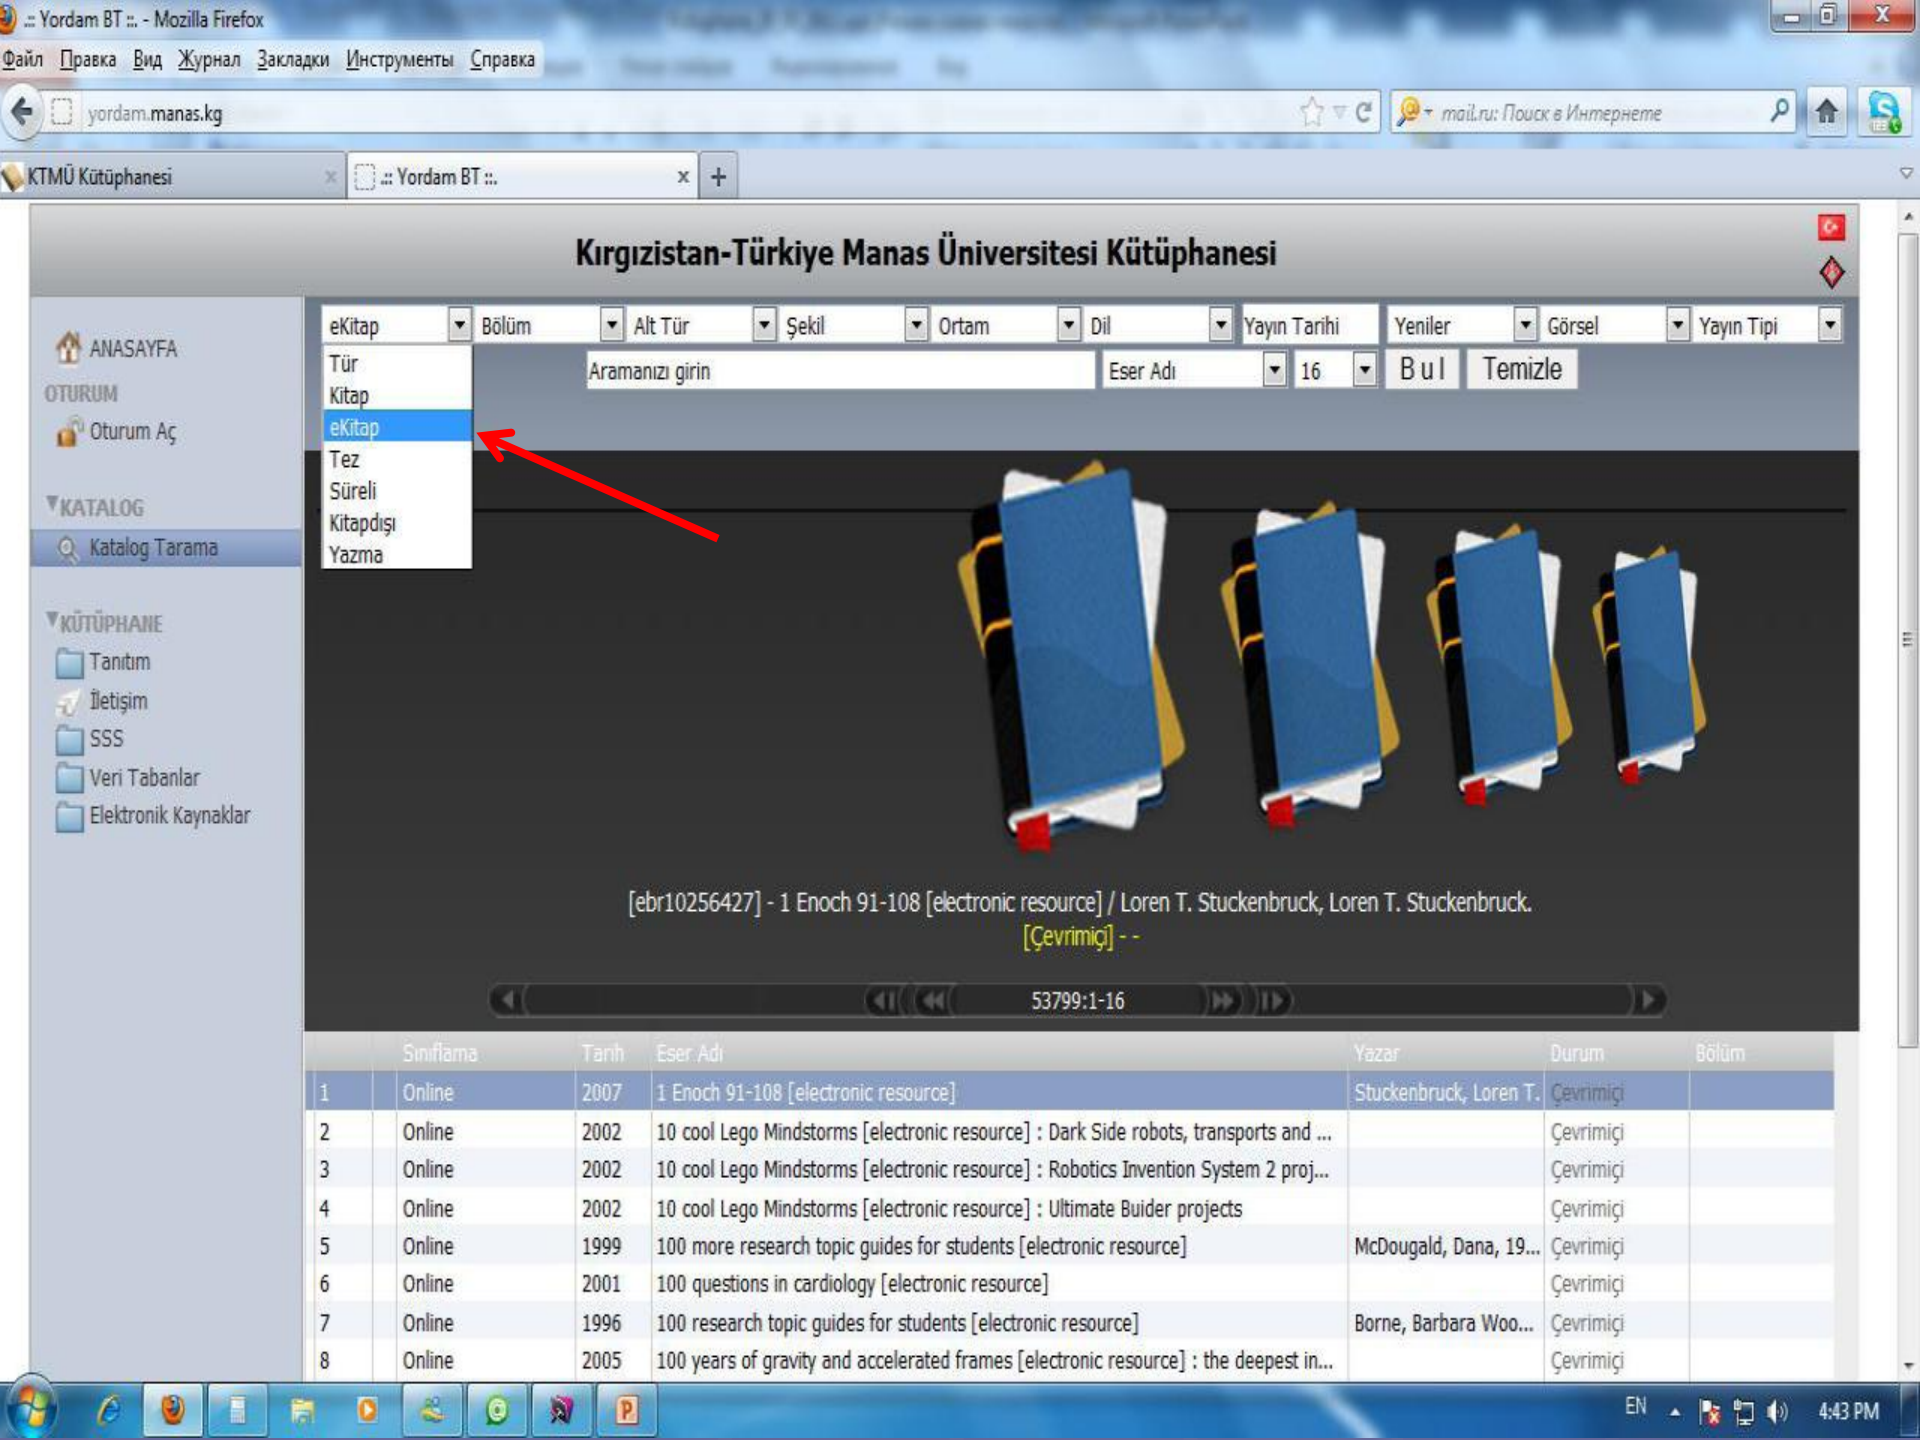 .:: Yordam BT ::. - Mozilla Firefox
Файл Правка Вид Журнал Закладки Инструменты Справка
yordam.manas.kg
mail.ru: Поиск в Интернете
KTMÜ Kütüphanesi
.:: Yordam BT ::.
Kırgızistan-Türkiye Manas Üniversitesi Kütüphanesi
eKitap Bölüm Alt Tür Şekil Ortam Dil Yayın Tarihi Yeniler Görsel Yayın Tipi
Aramanızı girin Eser Adı 16 Bul Temizle
Tür
Kitap
eKitap
Tez
Süreli
Kitapdışı
Yazma
ANASAYFA
OTURUM
Oturum Aç
KATALOG
Katalog Tarama
KÜTÜPHANE
Tanıtım
İletişim
SSS
Veri Tabanlar
Elektronik Kaynaklar
[ebr10256427] - 1 Enoch 91-108 [electronic resource] / Loren T. Stuckenbruck, Loren T. Stuckenbruck.
[Çevrimiçi] - -
53799:1-16
Sınıflama Tarih Eser Adı Yazar Durum Bölüm
1 Online 2007 1 Enoch 91-108 [electronic resource] Stuckenbruck, Loren T. Çevrimiçi
2 Online 2002 10 cool Lego Mindstorms [electronic resource] : Dark Side robots, transports and ... Çevrimiçi
3 Online 2002 10 cool Lego Mindstorms [electronic resource] : Robotics Invention System 2 proj... Çevrimiçi
4 Online 2002 10 cool Lego Mindstorms [electronic resource] : Ultimate Buider projects Çevrimiçi
5 Online 1999 100 more research topic guides for students [electronic resource] McDougald, Dana, 19... Çevrimiçi
6 Online 2001 100 questions in cardiology [electronic resource] Çevrimiçi
7 Online 1996 100 research topic guides for students [electronic resource] Borne, Barbara Woo... Çevrimiçi
8 Online 2005 100 years of gravity and accelerated frames [electronic resource] : the deepest in... Çevrimiçi
EN 4:43 PM